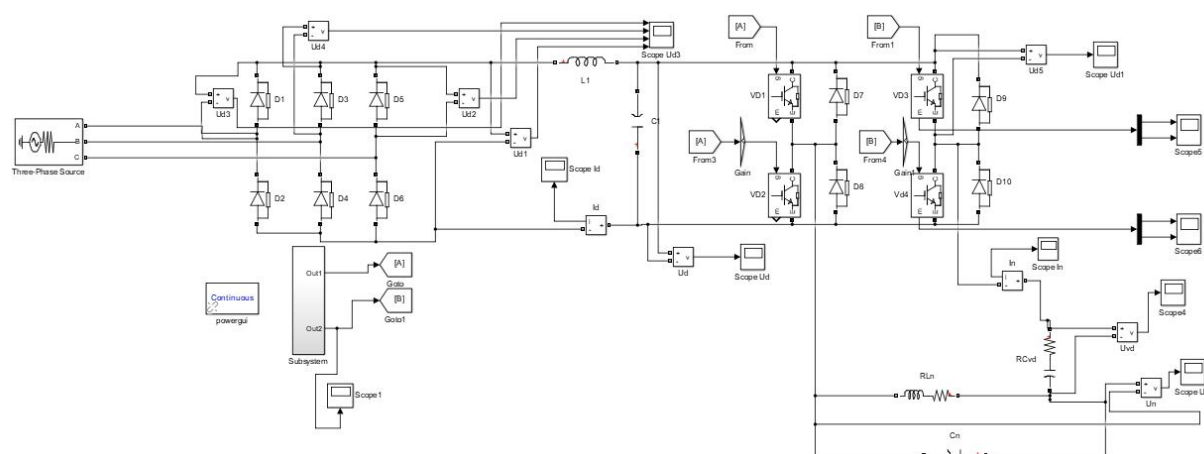 Ud4
Scope Ud3
[A]
From
[B]
From1
Ud5
Scope Ud1
L1
D1
D3
D5
Ud3
Ud2
VD1
D7
VD3
D9
C1
Ud1
A
B
C
Three-Phase Source
[A]
From3
Gain
[B]
From4
Gain1
Scope5
D2
D4
D6
Scope Id
VD2
D8
Vd4
D10
Id
Scope6
Out1
[A]
Goto
Ud
Scope Ud
In
Scope In
Continuous
powergui
[B]
Goto1
Out2
Scope4
Subsystem
Uvd
RCvd
Scope1
RLn
Un
Scope U
Cn